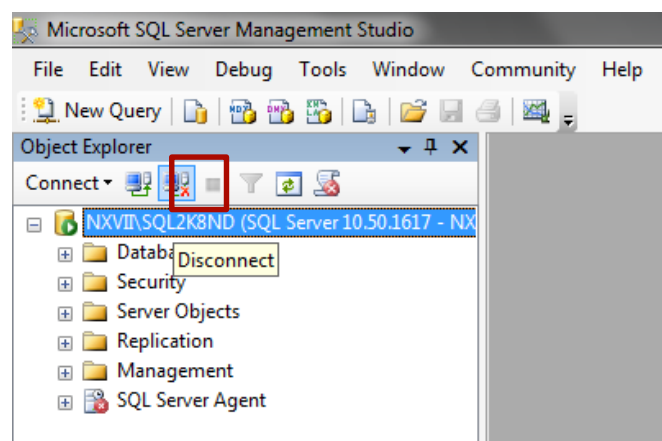 Microsoft SQL Server Management Studio
File Edit View Debug Tools Window Community Help
New Query
Object Explorer
Connect
NXVII\SQL2K8ND (SQL Server 10.50.1617 - NX
Databa
Disconnect
Security
Server Objects
Replication
Management
SQL Server Agent